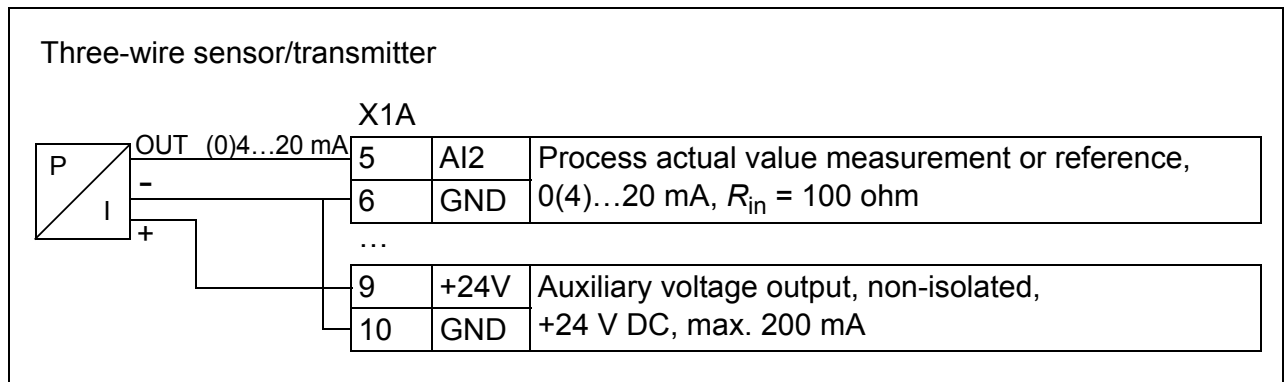 Three-wire sensor/transmitter
X1A
OUT (0)4…20 mA
P
I
-
+
5 AI2 Process actual value measurement or reference,
6 GND 0(4)…20 mA, Rin = 100 ohm
…
9 +24V Auxiliary voltage output, non-isolated,
10 GND +24 V DC, max. 200 mA